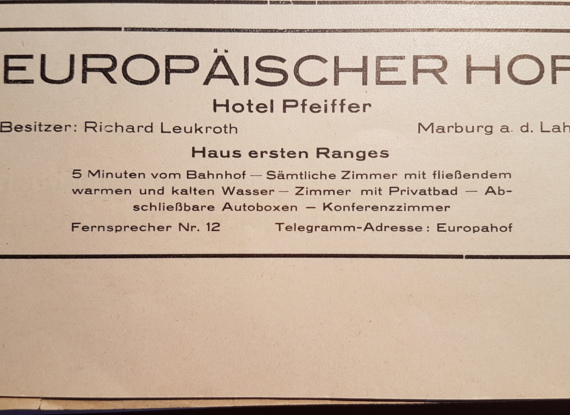 EUROPÄISCHER HOF
Hotel Pfeiffer
Besitzer: Richard Leukroth
Marburg a. d. Lah
Haus ersten Ranges
5 Minuten vom Bahnhof — Sämtliche Zimmer mit fließendem
warmen und kalten Wasser — Zimmer mit Privatbad — Ab-
schließbare Autoboxen — Konferenzzimmer
Fernsprecher Nr. 12
Telegramm-Adresse: Europahof